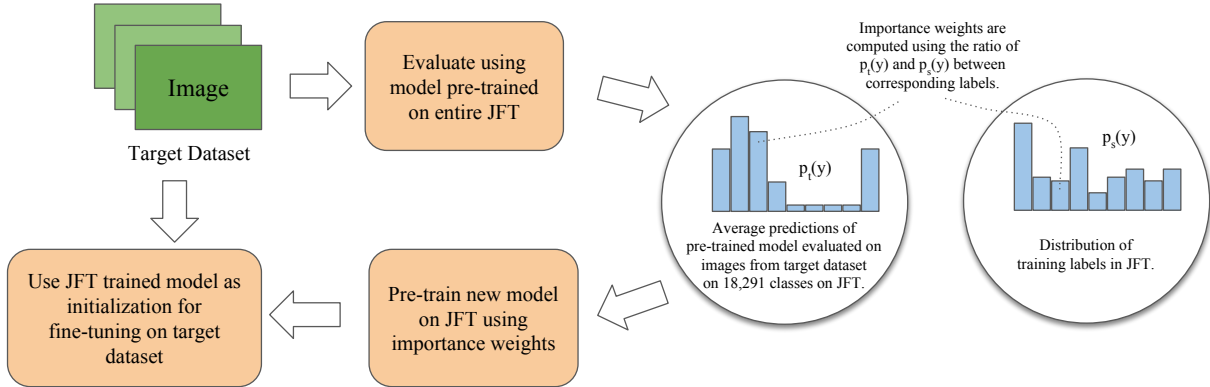 Image
Target Dataset
Evaluate using
model pre-trained
on entire JFT
Importance weights are
computed using the ratio of
pt(y) and ps(y) between
corresponding labels.
pt(y)
Average predictions of
pre-trained model evaluated on
images from target dataset
on 18,291 classes on JFT.
ps(y)
Distribution of
training labels in JFT.
Pre-train new model
on JFT using
importance weights
Use JFT trained model as
initialization for
fine-tuning on target
dataset